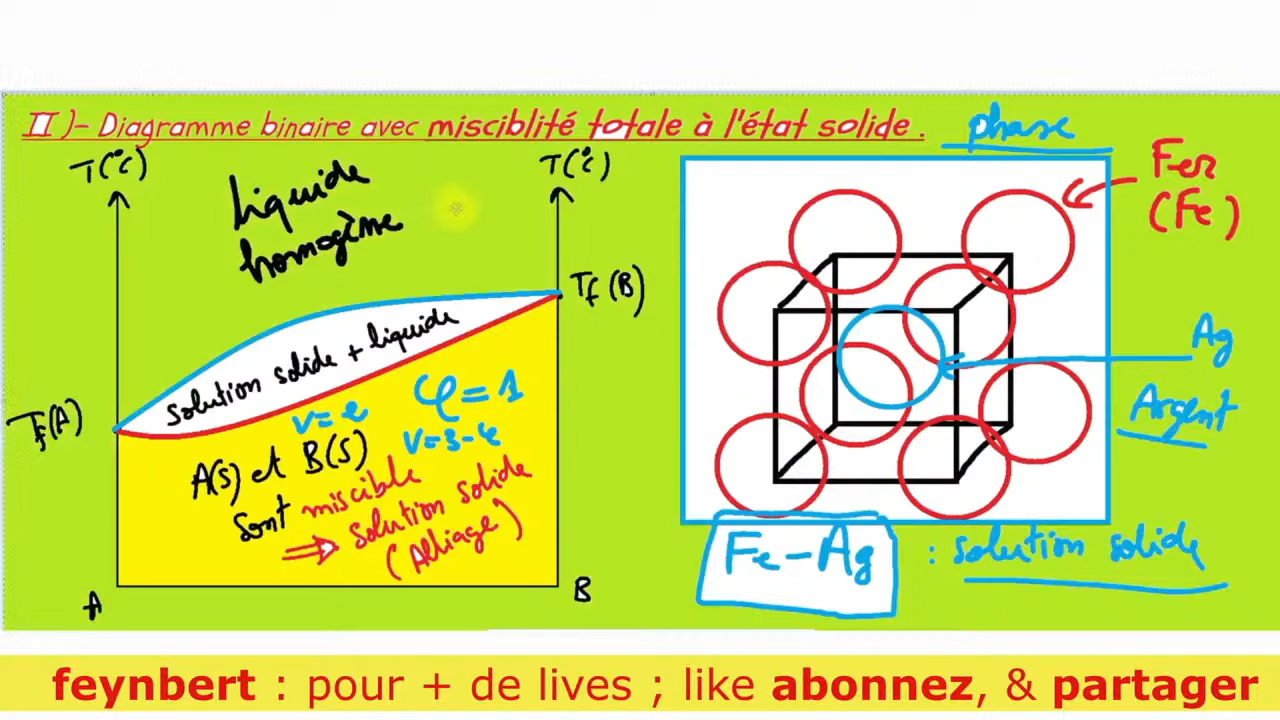 II)- Diagramme binaire avec misciblité totale à l'état solide.
phase
T(°C)
T(°C)
Liquide
homogène
Fer
(Fe)
Tf(B)
solution solide + liquide
Ag
Argent
Tf(A)
φ = 1
v = 2
v = 3 - φ
A(S) et B(S)
sont miscible
⇒ solution solide
(Alliage)
Fe - Ag : solution solide
A
B
feynbert : pour + de lives ; like abonnez, & partager